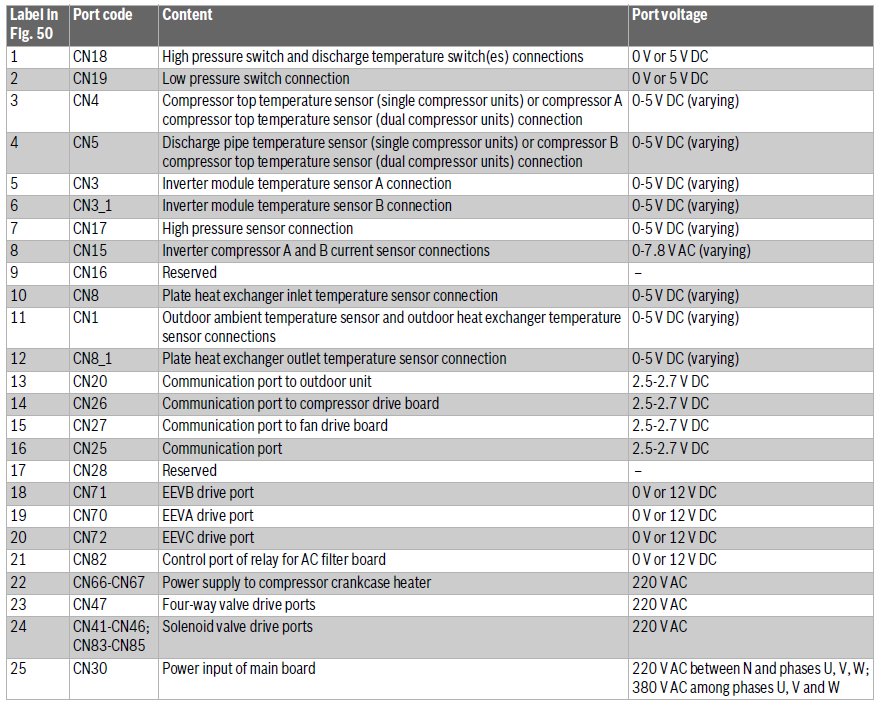 Label in Port code Content Port voltage
Fig. 50
1 CN18 High pressure switch and discharge temperature switch(es) connections 0 V or 5 V DC
2 CN19 Low pressure switch connection 0 V or 5 V DC
3 CN4 Compressor top temperature sensor (single compressor units) or compressor A 0-5 V DC (varying)
compressor top temperature sensor (dual compressor units) connection
4 CN5 Discharge pipe temperature sensor (single compressor units) or compressor B 0-5 V DC (varying)
compressor top temperature sensor (dual compressor units) connection
5 CN3 Inverter module temperature sensor A connection 0-5 V DC (varying)
6 CN3_1 Inverter module temperature sensor B connection 0-5 V DC (varying)
7 CN17 High pressure sensor connection 0-5 V DC (varying)
8 CN15 Inverter compressor A and B current sensor connections 0-7.8 V AC (varying)
9 CN16 Reserved –
10 CN8 Plate heat exchanger inlet temperature sensor connection 0-5 V DC (varying)
11 CN1 Outdoor ambient temperature sensor and outdoor heat exchanger temperature 0-5 V DC (varying)
sensor connections
12 CN8_1 Plate heat exchanger outlet temperature sensor connection 0-5 V DC (varying)
13 CN20 Communication port to outdoor unit 2.5-2.7 V DC
14 CN26 Communication port to compressor drive board 2.5-2.7 V DC
15 CN27 Communication port to fan drive board 2.5-2.7 V DC
16 CN25 Communication port 2.5-2.7 V DC
17 CN28 Reserved –
18 CN71 EEVB drive port 0 V or 12 V DC
19 CN70 EEVA drive port 0 V or 12 V DC
20 CN72 EEVC drive port 0 V or 12 V DC
21 CN82 Control port of relay for AC filter board 0 V or 12 V DC
22 CN66-CN67 Power supply to compressor crankcase heater 220 V AC
23 CN47 Four-way valve drive ports 220 V AC
24 CN41-CN46; Solenoid valve drive ports 220 V AC
CN83-CN85
25 CN30 Power input of main board 220 V AC between N and phases U, V, W;
380 V AC among phases U, V and W